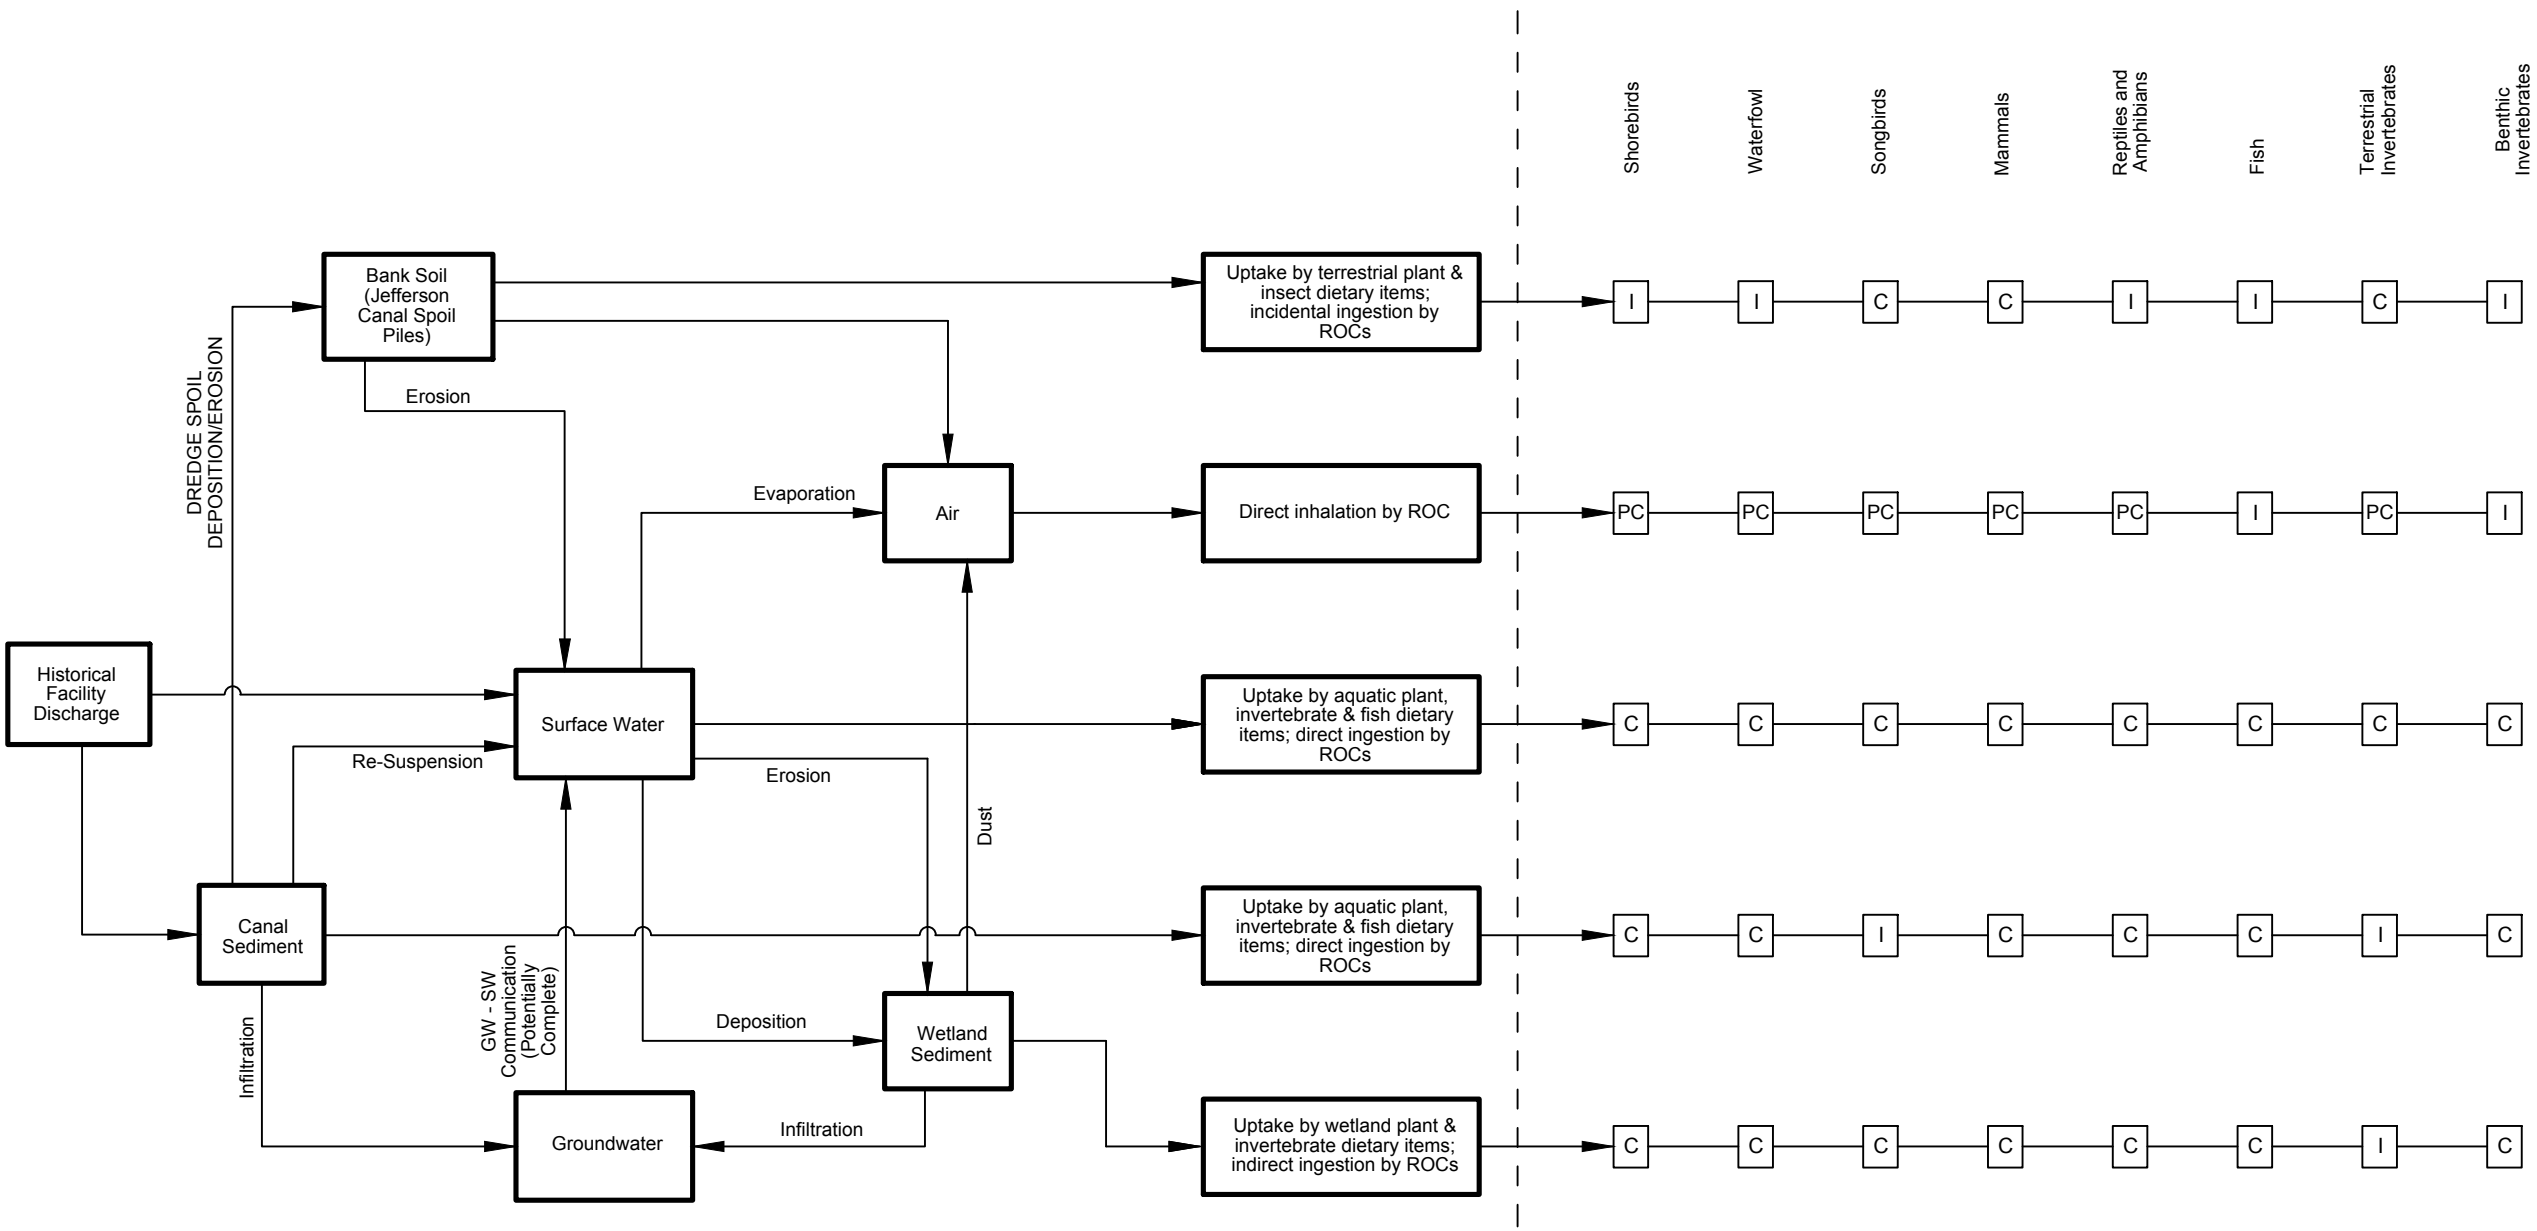 Shorebirds
Waterfowl
Songbirds
Mammals
Reptiles and
Amphibians
Fish
Terrestrial
Invertebrates
Benthic
Invertebrates
Bank Soil
(Jefferson
Canal Spoil
Piles)
Uptake by terrestrial plant &
insect dietary items;
incidental ingestion by
ROCs
I I C C I I C I
DREDGE SPOIL
DEPOSITION/EROSION
Erosion
Evaporation
Air
Direct inhalation by ROC
PC PC PC PC PC I PC I
Historical
Facility
Discharge
Surface Water
Re-Suspension
Erosion
Dust
Uptake by aquatic plant,
invertebrate & fish dietary
items; direct ingestion by
ROCs
C C C C C C C C
Canal
Sediment
Uptake by aquatic plant,
invertebrate & fish dietary
items; direct ingestion by
ROCs
C C I C C C I C
Infiltration
GW - SW
Communication
(Potentially
Complete)
Deposition
Wetland
Sediment
Groundwater
Infiltration
Uptake by wetland plant &
invertebrate dietary items;
indirect ingestion by ROCs
C C C C C C I C